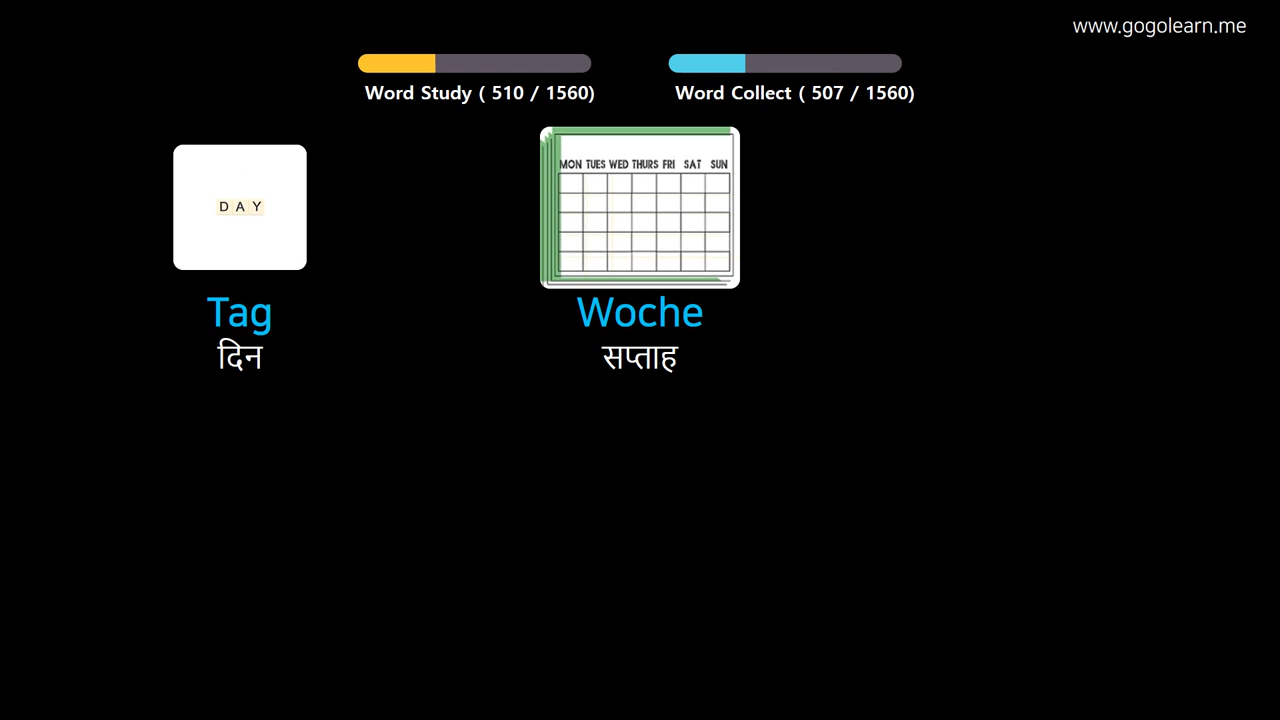 www.gogolearn.me
Word Study ( 510 / 1560)
Word Collect ( 507 / 1560)
DAY
MON TUES WED THURS FRI SAT SUN
Tag
Woche
दिन
सप्ताह